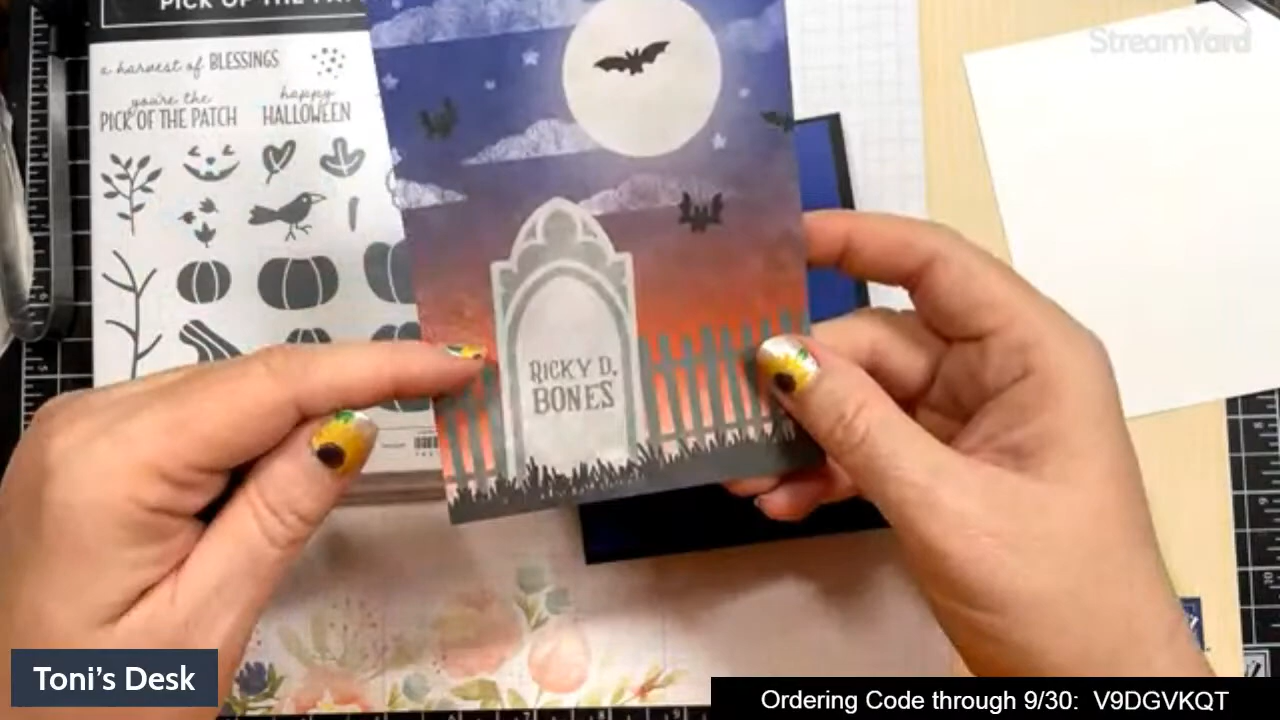 PICK OF THE PATCH
StreamYard
a harvest of BLESSINGS
you're the
PICK OF THE PATCH
happy
HALLOWEEN
RICKY D.
BONES
Toni's Desk
Ordering Code through 9/30: V9DGVKQT